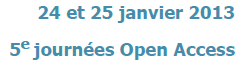 24 et 25 janvier 2013
5e journées Open Access